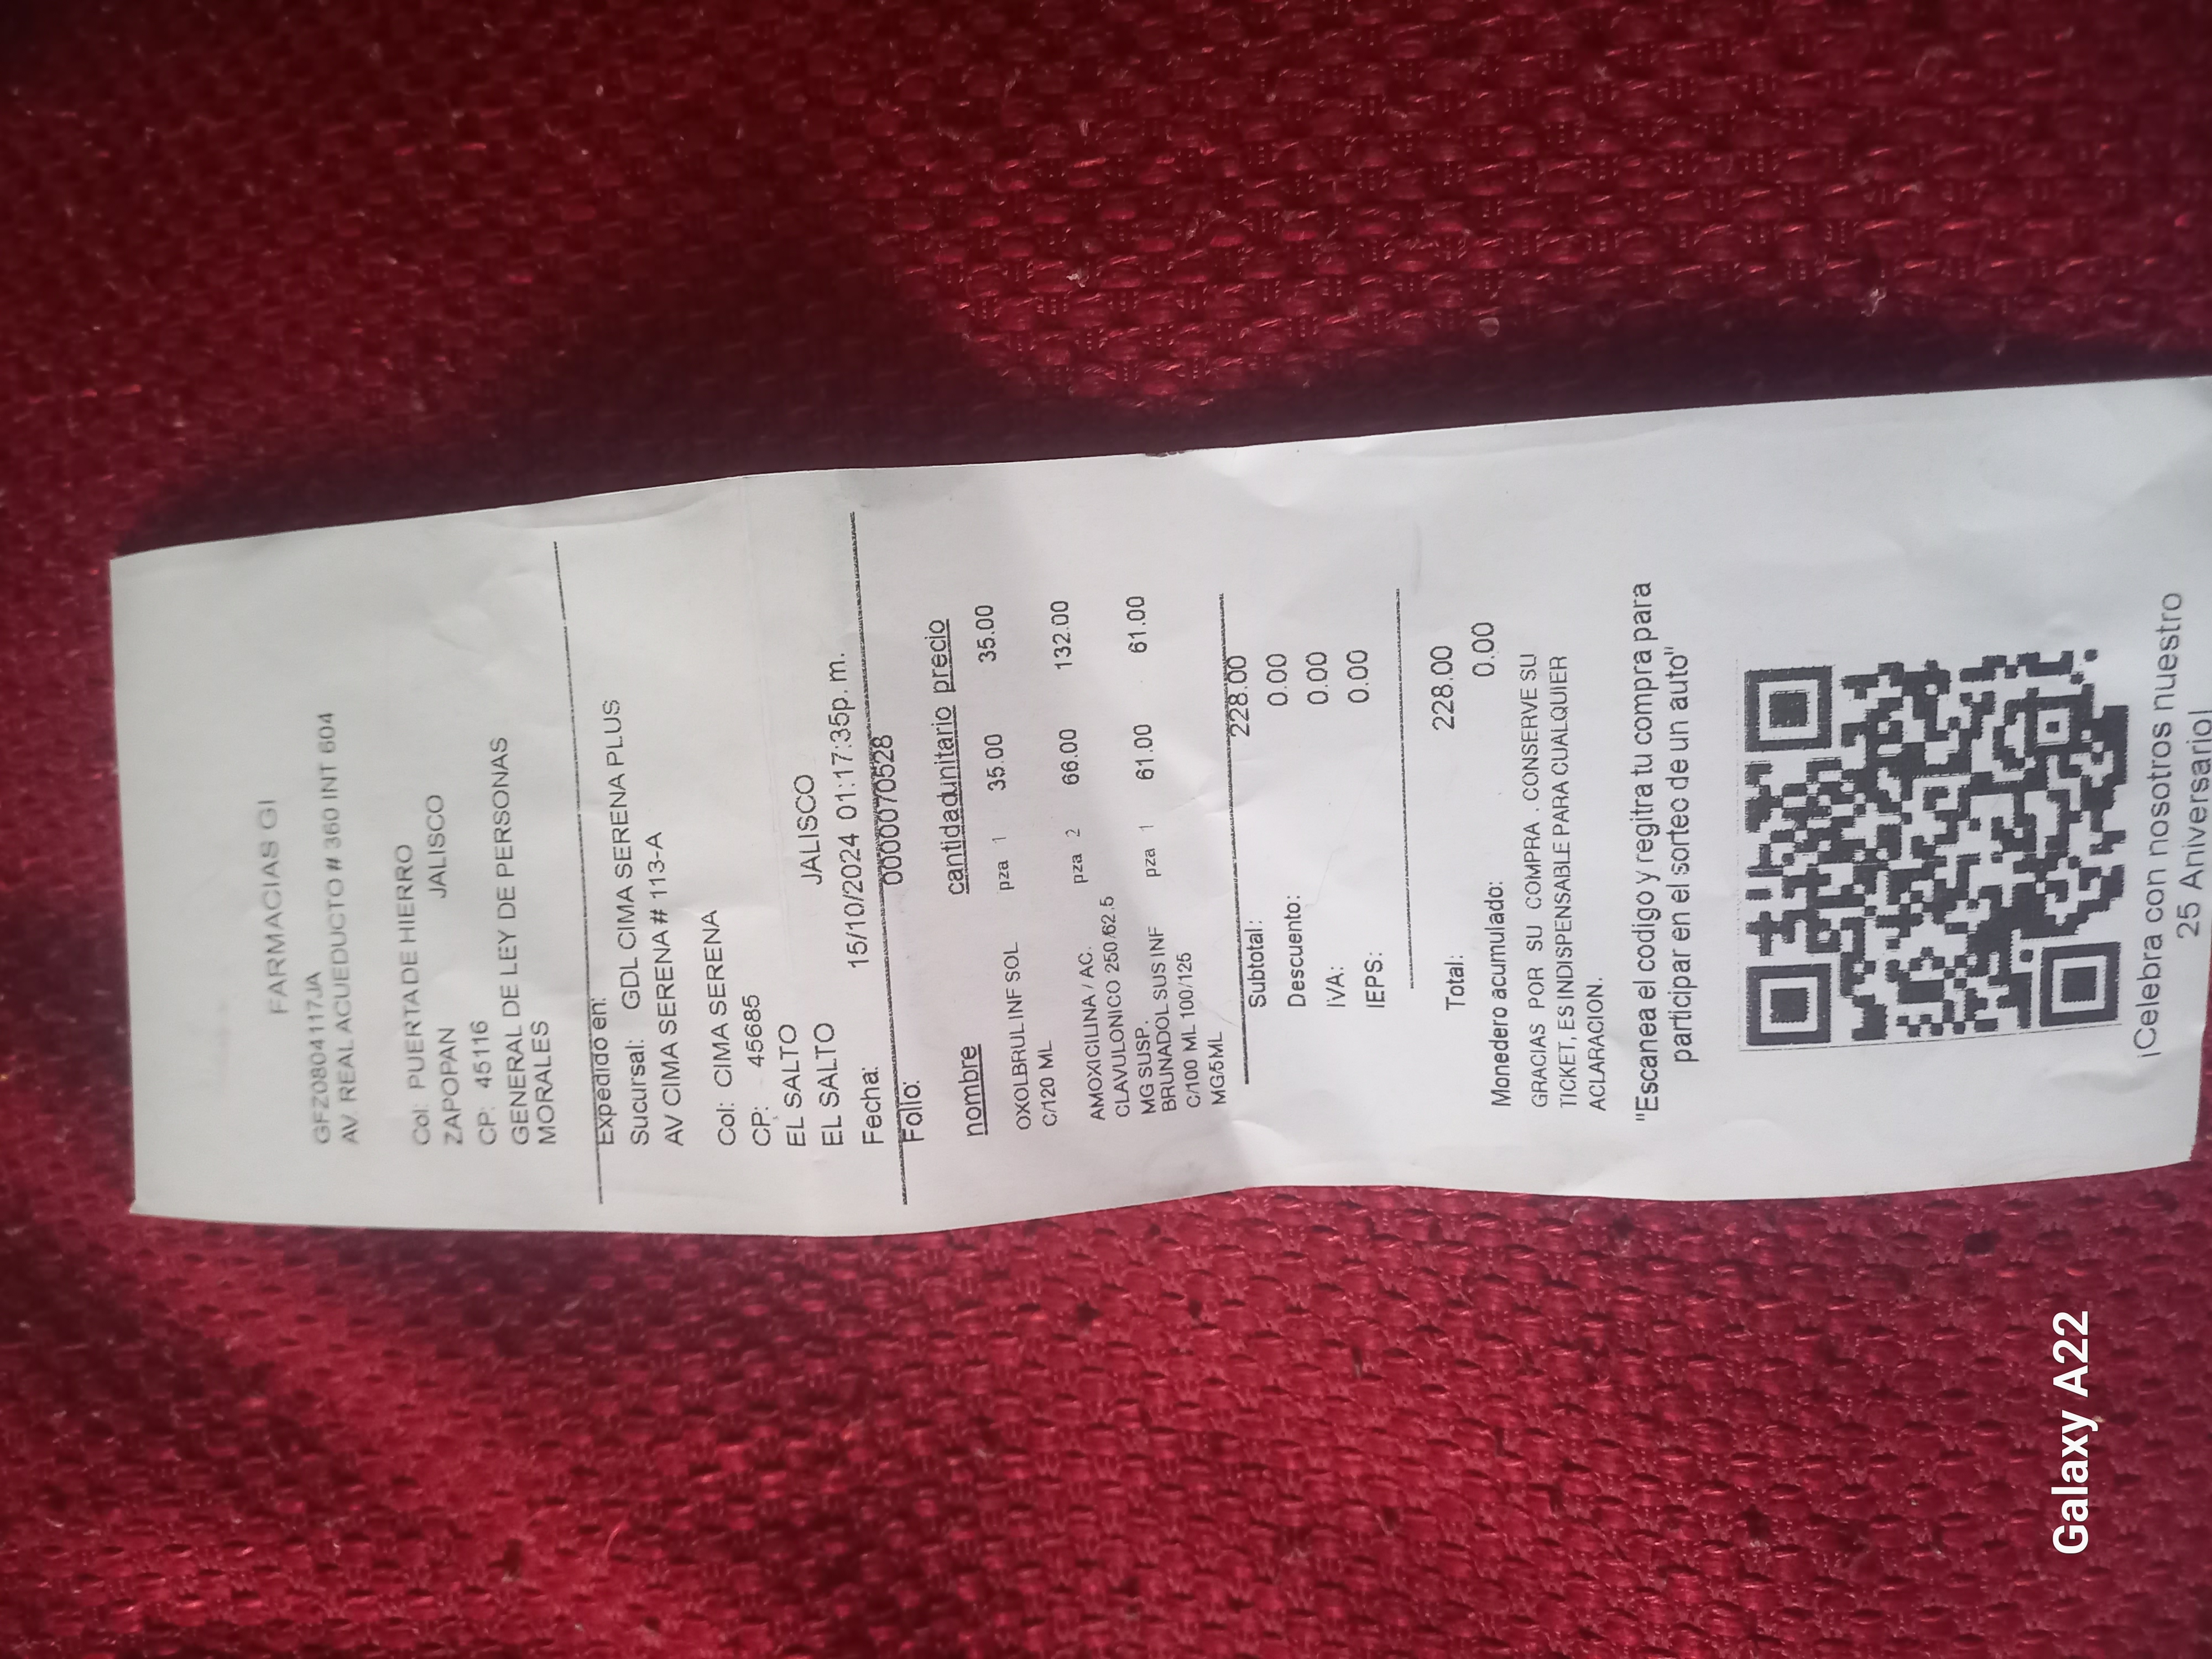 FARMACIAS GI
GFZ0804117JA
AV. REAL ACUEDUCTO # 360 INT 604
Col: PUERTA DE HIERRO
ZAPOPAN JALISCO
CP: 45116
GENERAL DE LEY DE PERSONAS
MORALES
Expedido en:
Sucursal: GDL CIMA SERENA PLUS
AV CIMA SERENA # 113-A
Col: CIMA SERENA
CP: 45685
EL SALTO
EL SALTO JALISCO
Fecha: 15/10/2024 01:17:35p.m.
Folio: 0000070528
nombre cantidad unitario precio
OXOLBRUL INF SOL pza 1 35.00 35.00
C/120 ML
AMOXICILINA / AC. pza 2 66.00 132.00
CLAVULONICO 250/62.5
MG SUSP.
BRUNADOL SUS INF pza 1 61.00 61.00
C/100 ML 100/125
MG/5ML
Subtotal: 228.00
Descuento: 0.00
IVA: 0.00
IEPS: 0.00
Total: 228.00
Monedero acumulado: 0.00
GRACIAS POR SU COMPRA . CONSERVE SU
TICKET, ES INDISPENSABLE PARA CUALQUIER
ACLARACION.
"Escanea el codigo y regitra tu compra para
participar en el sorteo de un auto"
¡Celebra con nosotros nuestro
25 Aniversario!
Galaxy A22